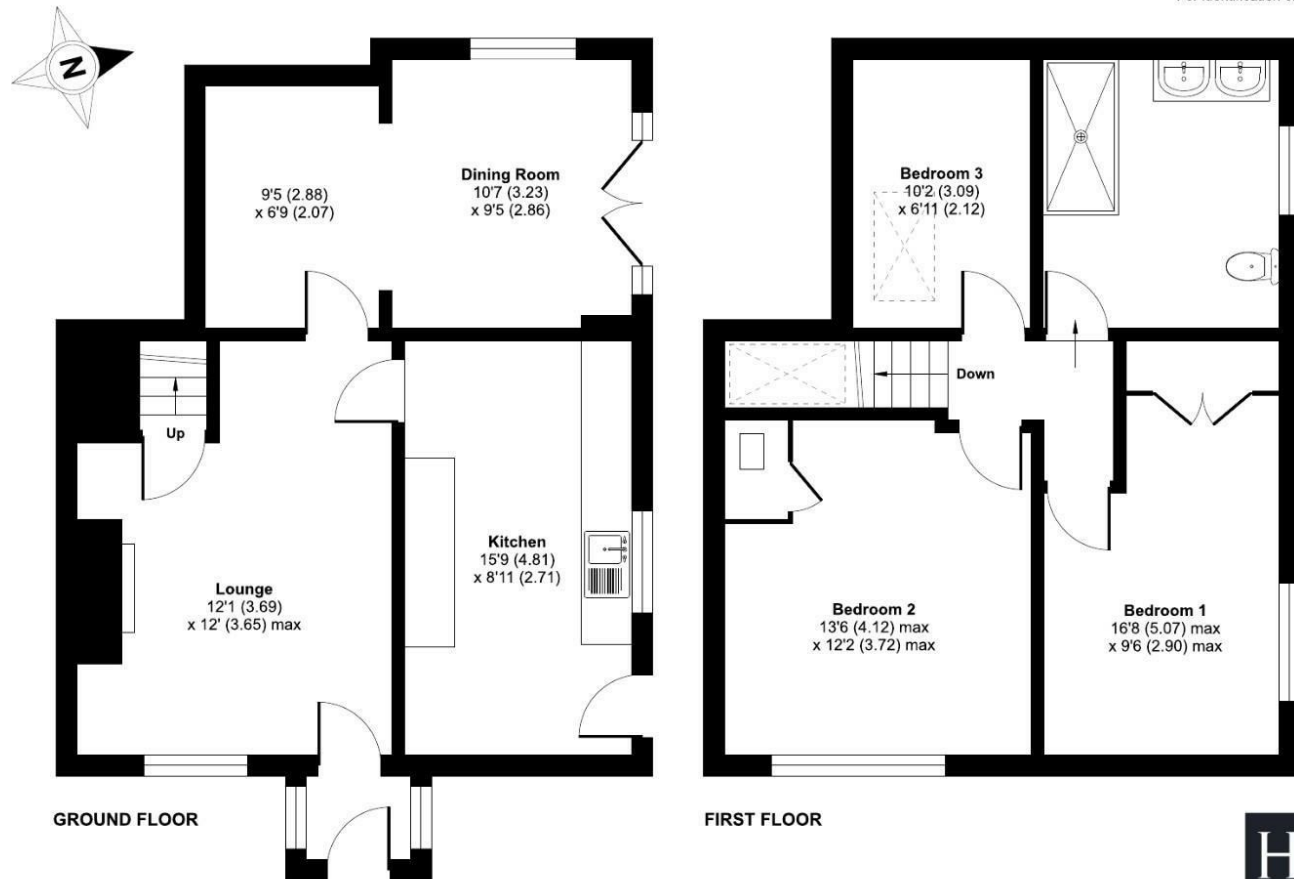 N
9'5 (2.88)
x 6'9 (2.07)
Dining Room
10'7 (3.23)
x 9'5 (2.86)
Up
Lounge
12'1 (3.69)
x 12' (3.65) max
Kitchen
15'9 (4.81)
x 8'11 (2.71)
GROUND FLOOR
Bedroom 3
10'2 (3.09)
x 6'11 (2.12)
Down
Bedroom 2
13'6 (4.12) max
x 12'2 (3.72) max
Bedroom 1
16'8 (5.07) max
x 9'6 (2.90) max
FIRST FLOOR
H